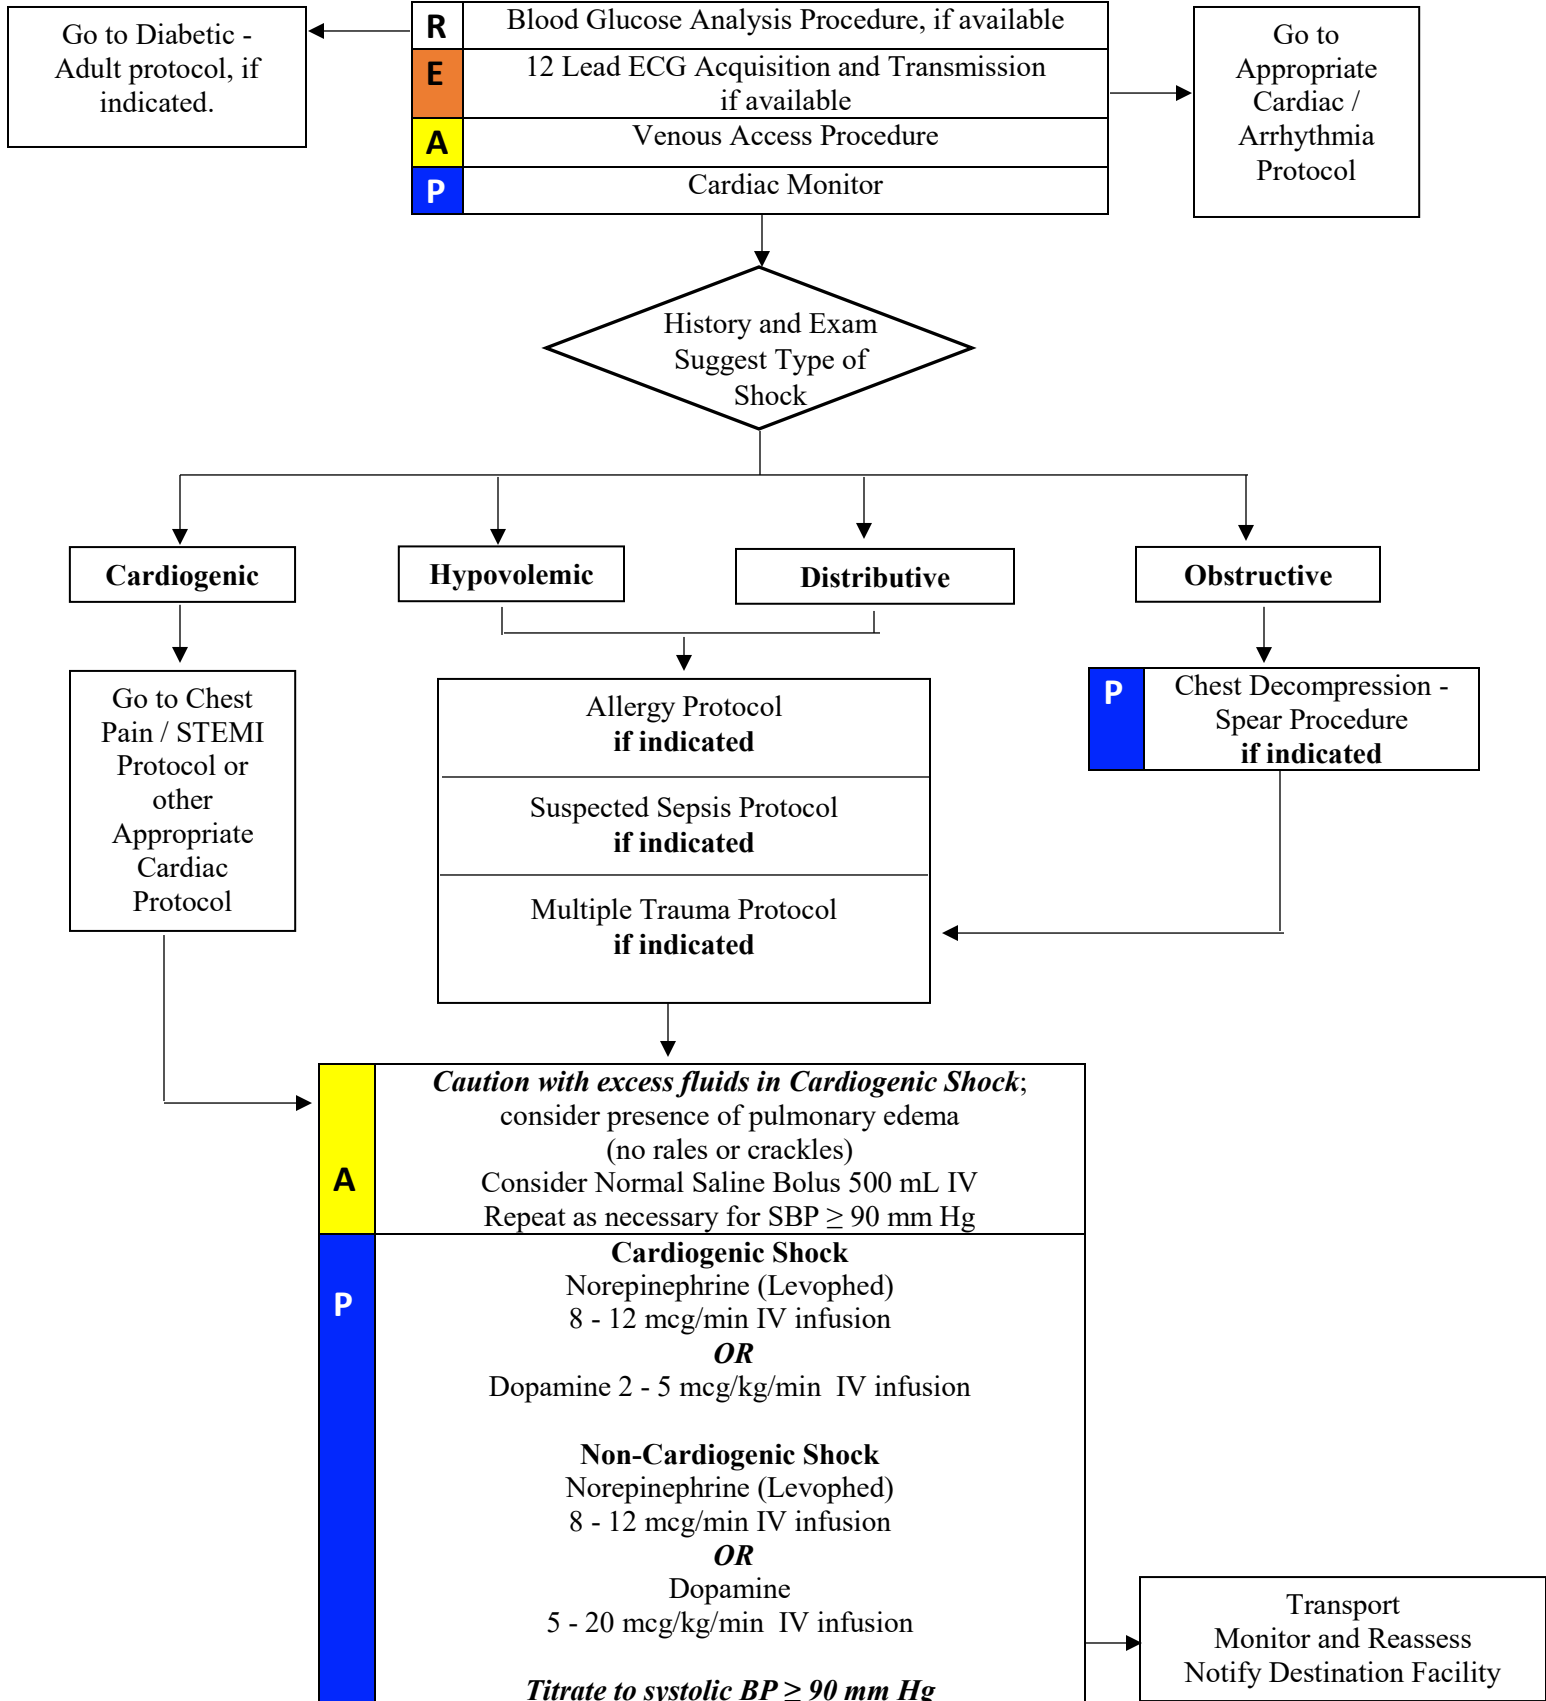 Go to Diabetic -
Adult protocol, if
indicated.
R
Blood Glucose Analysis Procedure, if available
E
12 Lead ECG Acquisition and Transmission
if available
A
Venous Access Procedure
P
Cardiac Monitor
Go to
Appropriate
Cardiac /
Arrhythmia
Protocol
History and Exam
Suggest Type of
Shock
Cardiogenic
Hypovolemic
Distributive
Obstructive
Go to Chest
Pain / STEMI
Protocol or
other
Appropriate
Cardiac
Protocol
Allergy Protocol
if indicated
Suspected Sepsis Protocol
if indicated
Multiple Trauma Protocol
if indicated
P
Chest Decompression -
Spear Procedure
if indicated
A
Caution with excess fluids in Cardiogenic Shock;
consider presence of pulmonary edema
(no rales or crackles)
Consider Normal Saline Bolus 500 mL IV
Repeat as necessary for SBP ≥ 90 mm Hg
P
Cardiogenic Shock
Norepinephrine (Levophed)
8 - 12 mcg/min IV infusion
OR
Dopamine 2 - 5 mcg/kg/min  IV infusion
Non-Cardiogenic Shock
Norepinephrine (Levophed)
8 - 12 mcg/min IV infusion
OR
Dopamine
5 - 20 mcg/kg/min  IV infusion
Titrate to systolic BP ≥ 90 mm Hg
Transport
Monitor and Reassess
Notify Destination Facility